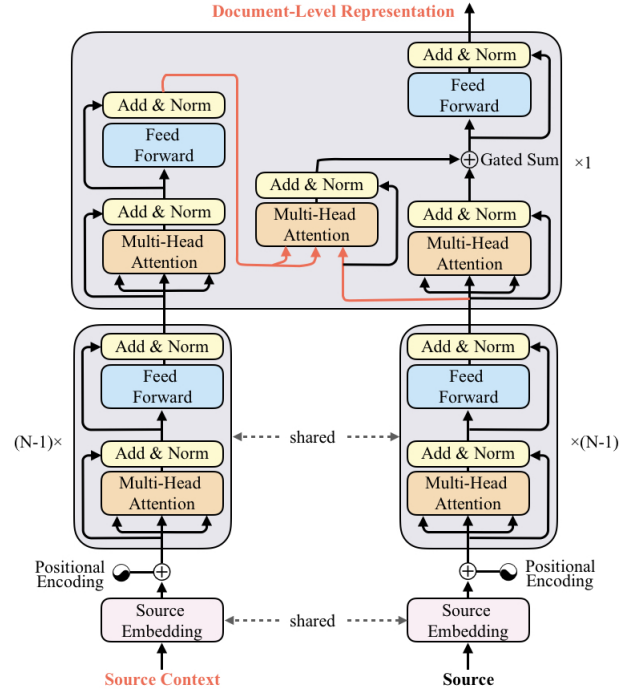 Document-Level Representation
Add & Norm
Feed
Forward
Add & Norm
Feed
Forward
Gated Sum
×1
Add & Norm
Multi-Head
Attention
Add & Norm
Multi-Head
Attention
Add & Norm
Multi-Head
Attention
Add & Norm
Feed
Forward
Add & Norm
Feed
Forward
(N-1)×
shared
×(N-1)
Add & Norm
Multi-Head
Attention
Add & Norm
Multi-Head
Attention
Positional
Encoding
Positional
Encoding
Source
Embedding
shared
Source
Embedding
Source Context
Source